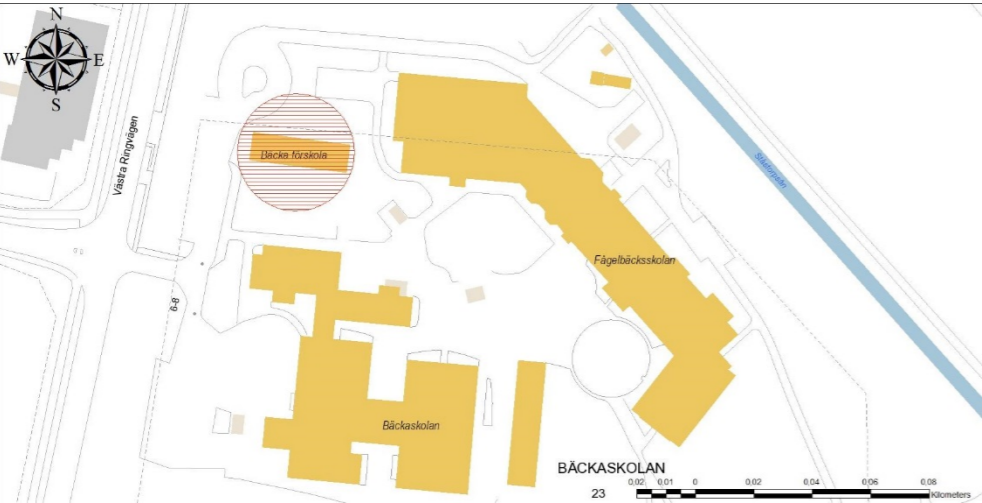 N
W E
S
Västra Ringvägen
Bäcka förskola
Fågelbäcksskolan
6-8
Bäckaskolan
BÄCKASKOLAN
23
0,02 0,01 0 0,02 0,04 0,06 0,08
Kilometers